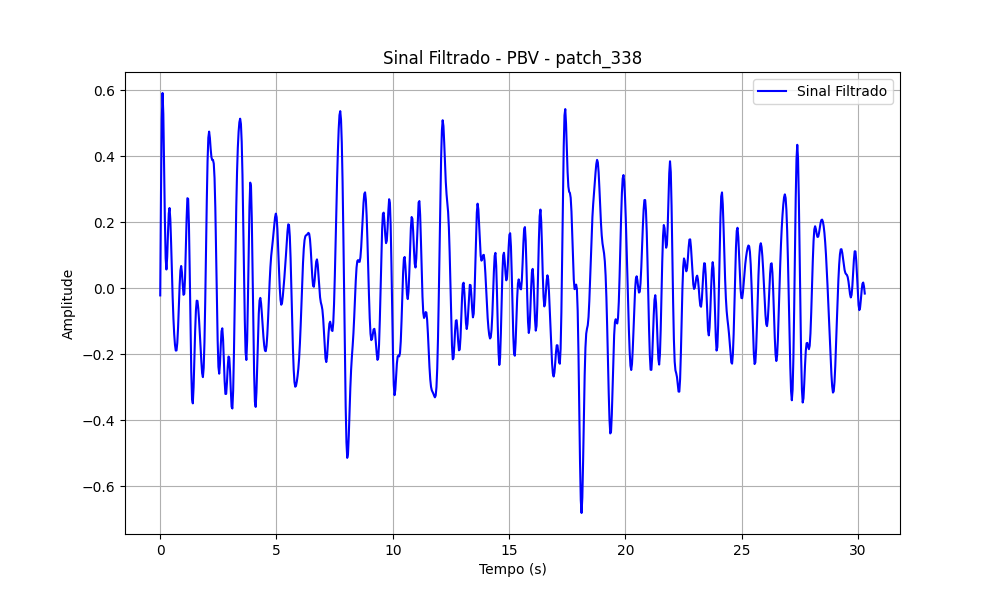 Sinal Filtrado - PBV - patch_338
Sinal Filtrado
0.6
0.4
0.2
0.0
−0.2
−0.4
−0.6
Amplitude
0 5 10 15 20 25 30
Tempo (s)